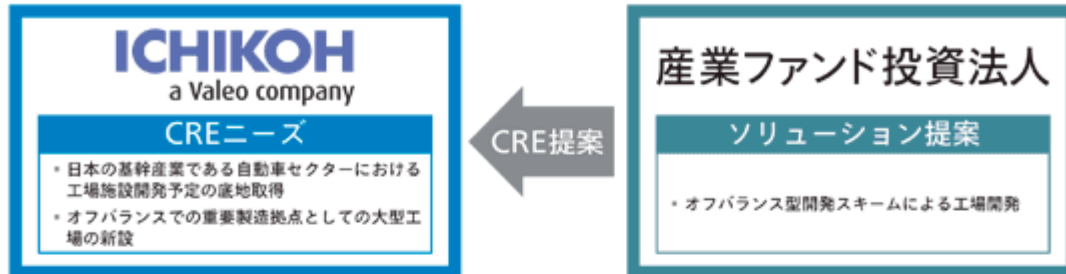 ICHIKOH
a Valeo company
CREニーズ
・日本の基幹産業である自動車セクターにおける
工場施設開発予定の底地取得
・オフバランスでの重要製造拠点としての大型工
場の新設
CRE提案
産業ファンド投資法人
ソリューション提案
・オフバランス型開発スキームによる工場開発